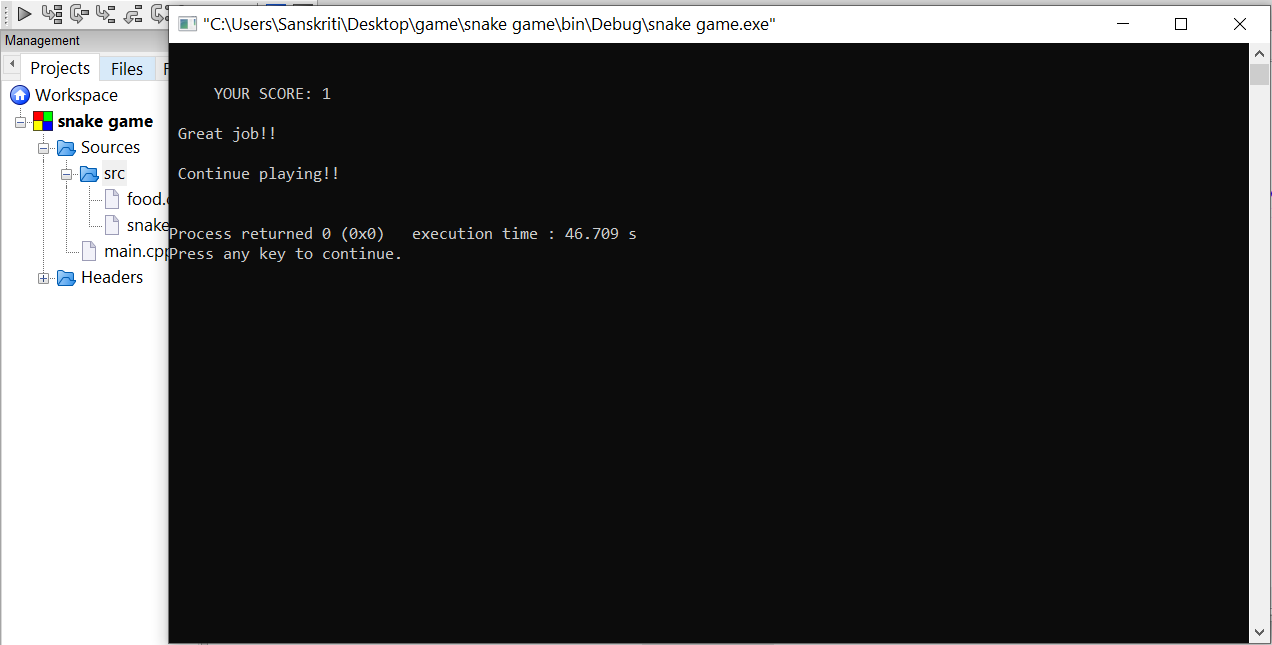 "C:\Users\Sanskriti\Desktop\game\snake game\bin\Debug\snake game.exe"
Management
Projects Files
Workspace
snake game
Sources
src
food.
snake
main.cpp
Headers
YOUR SCORE: 1
Great job!!
Continue playing!!
Process returned 0 (0x0)   execution time : 46.709 s
Press any key to continue.